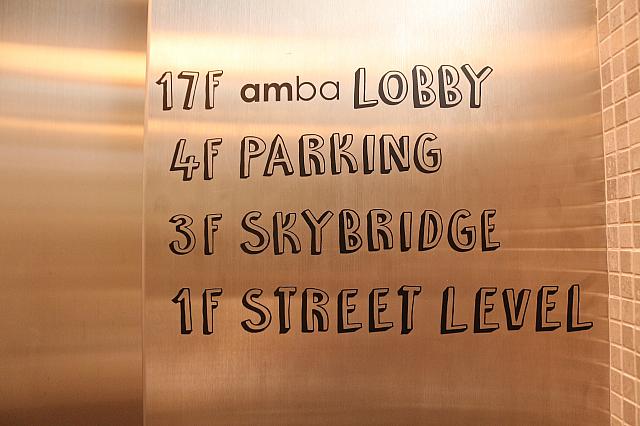 17F amba LOBBY
4F PARKING
3F SKYBRIDGE
1F STREET LEVEL